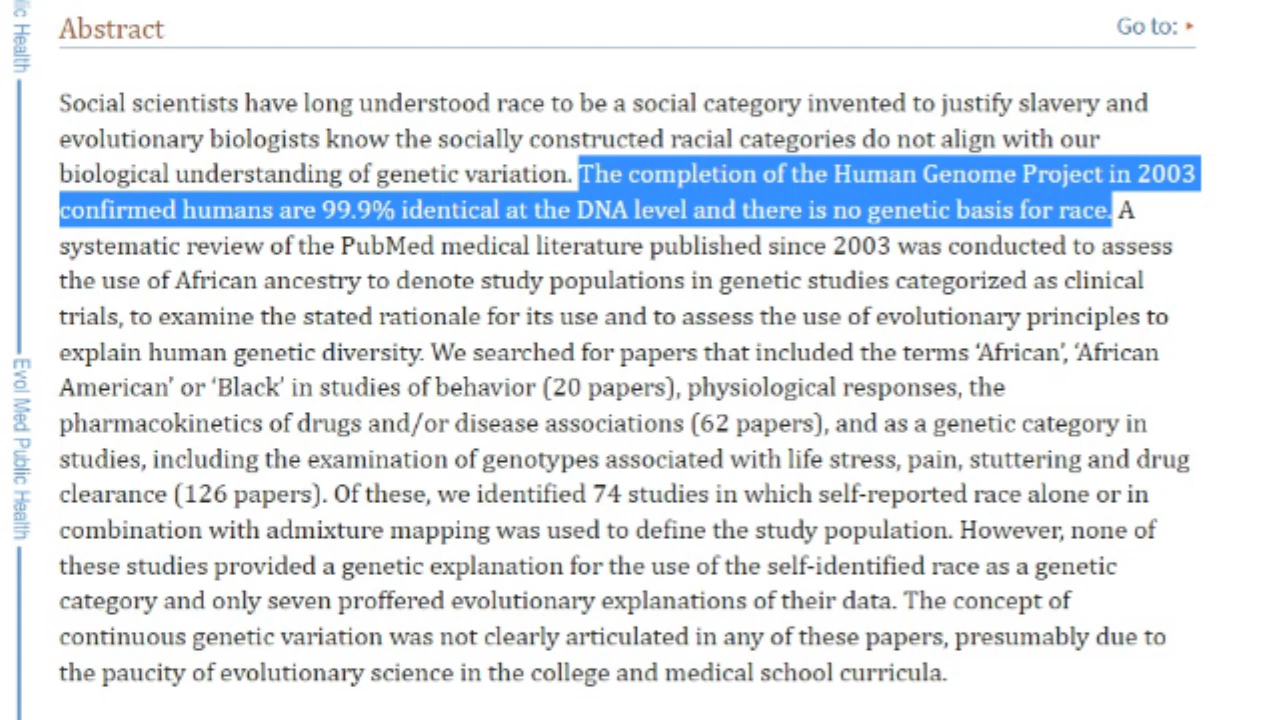 Abstract
Go to: ▸
Social scientists have long understood race to be a social category invented to justify slavery and
evolutionary biologists know the socially constructed racial categories do not align with our
biological understanding of genetic variation. The completion of the Human Genome Project in 2003
confirmed humans are 99.9% identical at the DNA level and there is no genetic basis for race. A
systematic review of the PubMed medical literature published since 2003 was conducted to assess
the use of African ancestry to denote study populations in genetic studies categorized as clinical
trials, to examine the stated rationale for its use and to assess the use of evolutionary principles to
explain human genetic diversity. We searched for papers that included the terms ‘African’, ‘African
American’ or ‘Black’ in studies of behavior (20 papers), physiological responses, the
pharmacokinetics of drugs and/or disease associations (62 papers), and as a genetic category in
studies, including the examination of genotypes associated with life stress, pain, stuttering and drug
clearance (126 papers). Of these, we identified 74 studies in which self-reported race alone or in
combination with admixture mapping was used to define the study population. However, none of
these studies provided a genetic explanation for the use of the self-identified race as a genetic
category and only seven proffered evolutionary explanations of their data. The concept of
continuous genetic variation was not clearly articulated in any of these papers, presumably due to
the paucity of evolutionary science in the college and medical school curricula.
lic Health
Evol Med Public Health